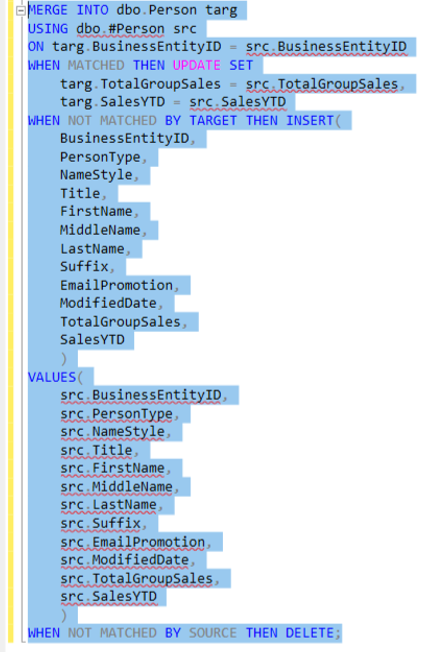 MERGE INTO dbo.Person targ
USING dbo.#Person src
ON targ.BusinessEntityID = src.BusinessEntityID
WHEN MATCHED THEN UPDATE SET
targ.TotalGroupSales = src.TotalGroupSales,
targ.SalesYTD = src.SalesYTD
WHEN NOT MATCHED BY TARGET THEN INSERT(
BusinessEntityID,
PersonType,
NameStyle,
Title,
FirstName,
MiddleName,
LastName,
Suffix,
EmailPromotion,
ModifiedDate,
TotalGroupSales,
SalesYTD
)
VALUES(
src.BusinessEntityID,
src.PersonType,
src.NameStyle,
src.Title,
src.FirstName,
src.MiddleName,
src.LastName,
src.Suffix,
src.EmailPromotion,
src.ModifiedDate,
src.TotalGroupSales,
src.SalesYTD
)
WHEN NOT MATCHED BY SOURCE THEN DELETE;